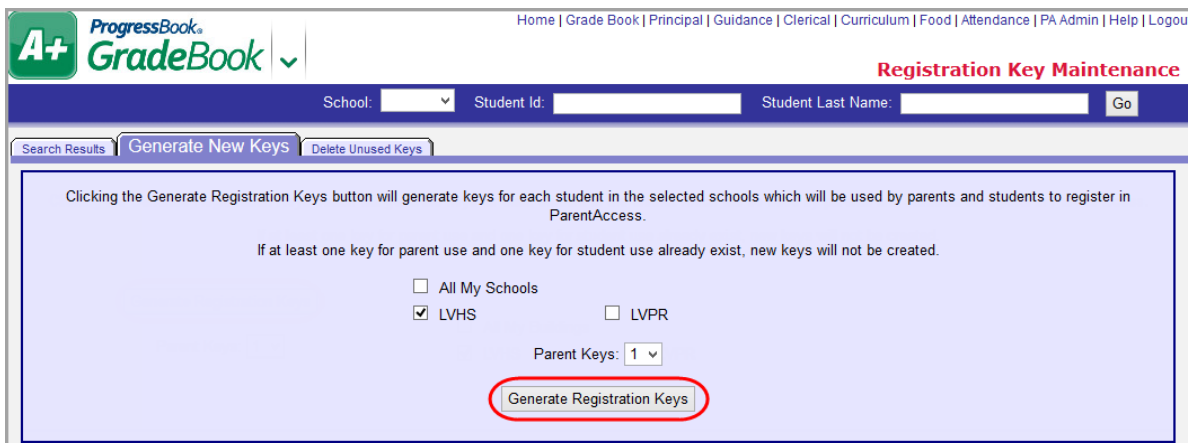 Home | Grade Book | Principal | Guidance | Clerical | Curriculum | Food | Attendance | PA Admin | Help | Logou
A+ ProgressBook®
GradeBook
Registration Key Maintenance
School: Student Id: Student Last Name: Go
Search Results Generate New Keys Delete Unused Keys
Clicking the Generate Registration Keys button will generate keys for each student in the selected schools which will be used by parents and students to register in
ParentAccess.
If at least one key for parent use and one key for student use already exist, new keys will not be created.
All My Schools
LVHS LVPR
Parent Keys: 1
Generate Registration Keys